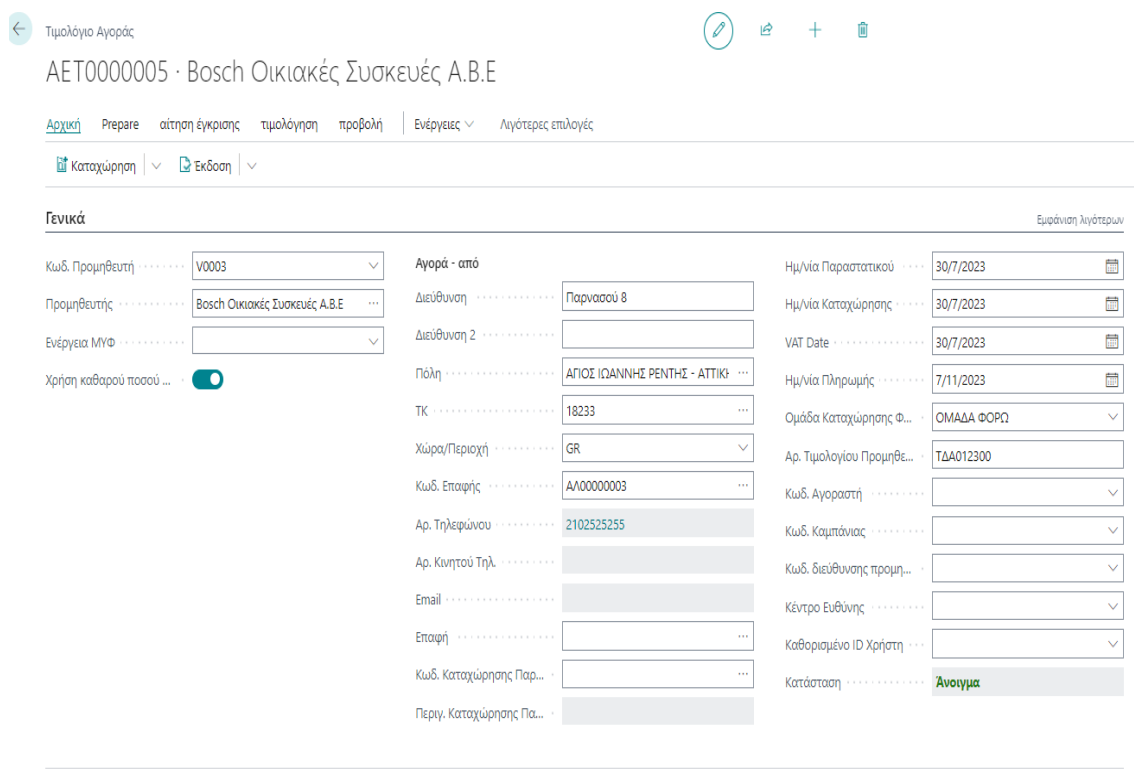 Τιμολόγιο Αγοράς
ΑΕΤ0000005 · Bosch Οικιακές Συσκευές Α.Β.Ε
Αρχική Prepare αίτηση έγκρισης τιμολόγηση προβολή Ενέργειες Λιγότερες επιλογές
Καταχώρηση Έκδοση
Γενικά Εμφάνιση λιγότερων
Κωδ. Προμηθευτή V0003
Προμηθευτής Bosch Οικιακές Συσκευές Α.Β.Ε ...
Ενέργεια ΜΥΦ
Χρήση καθαρού ποσού ...
Αγορά - από
Διεύθυνση Παρνασού 8
Διεύθυνση 2
Πόλη ΑΓΙΟΣ ΙΩΑΝΝΗΣ ΡΕΝΤΗΣ - ΑΤΤΙΚΗ ...
ΤΚ 18233 ...
Χώρα/Περιοχή GR
Κωδ. Επαφής ΑΛ00000003 ...
Αρ. Τηλεφώνου 2102525255
Αρ. Κινητού Τηλ.
Email
Επαφή ...
Κωδ. Καταχώρησης Παρ... ...
Περιγ. Καταχώρησης Πα...
Ημ/νία Παραστατικού 30/7/2023
Ημ/νία Καταχώρησης 30/7/2023
VAT Date 30/7/2023
Ημ/νία Πληρωμής 7/11/2023
Ομάδα Καταχώρησης Φ... ΟΜΑΔΑ ΦΟΡΩ
Αρ. Τιμολογίου Προμηθε... ΤΔΑ012300
Κωδ. Αγοραστή
Κωδ. Καμπάνιας
Κωδ. διεύθυνσης προμη...
Κέντρο Ευθύνης
Καθορισμένο ID Χρήστη
Κατάσταση Άνοιγμα